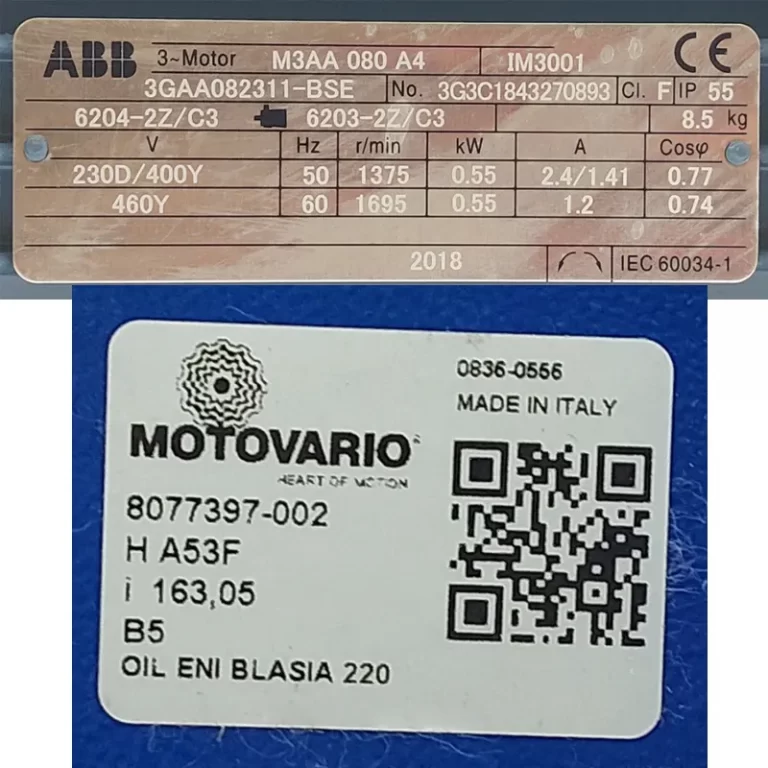 ABB 3~Motor M3AA 080 A4 IM3001 CE
3GAA082311-BSE No. 3G3C1843270893 Cl. F IP 55
6204-2Z/C3 6203-2Z/C3 8.5 kg
V Hz r/min kW A Cosφ
230D/400Y 50 1375 0.55 2.4/1.41 0.77
460Y 60 1695 0.55 1.2 0.74
2018 IEC 60034-1
0836-0556
MADE IN ITALY
MOTOVARIO
HEART OF MOTION
8077397-002
H A53F
i 163,05
B5
OIL ENI BLASIA 220